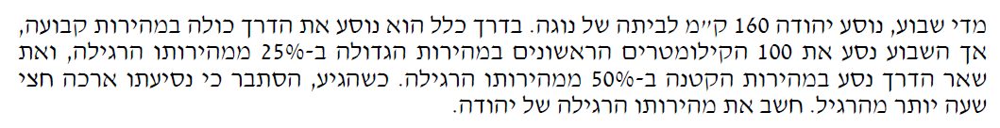 מדי שבוע, נוסע יהודה 160 ק״מ לביתה של נוגה. בדרך כלל הוא נוסע את הדרך כולה במהירות קבועה,
אך השבוע נסע את 100 הקילומטרים הראשונים במהירות הגדולה ב-25% ממהירותו הרגילה, ואת
שאר הדרך נסע במהירות הקטנה ב-50% ממהירותו הרגילה. כשהגיע, הסתבר כי נסיעתו ארכה חצי
שעה יותר מהרגיל. חשב את מהירותו הרגילה של יהודה.